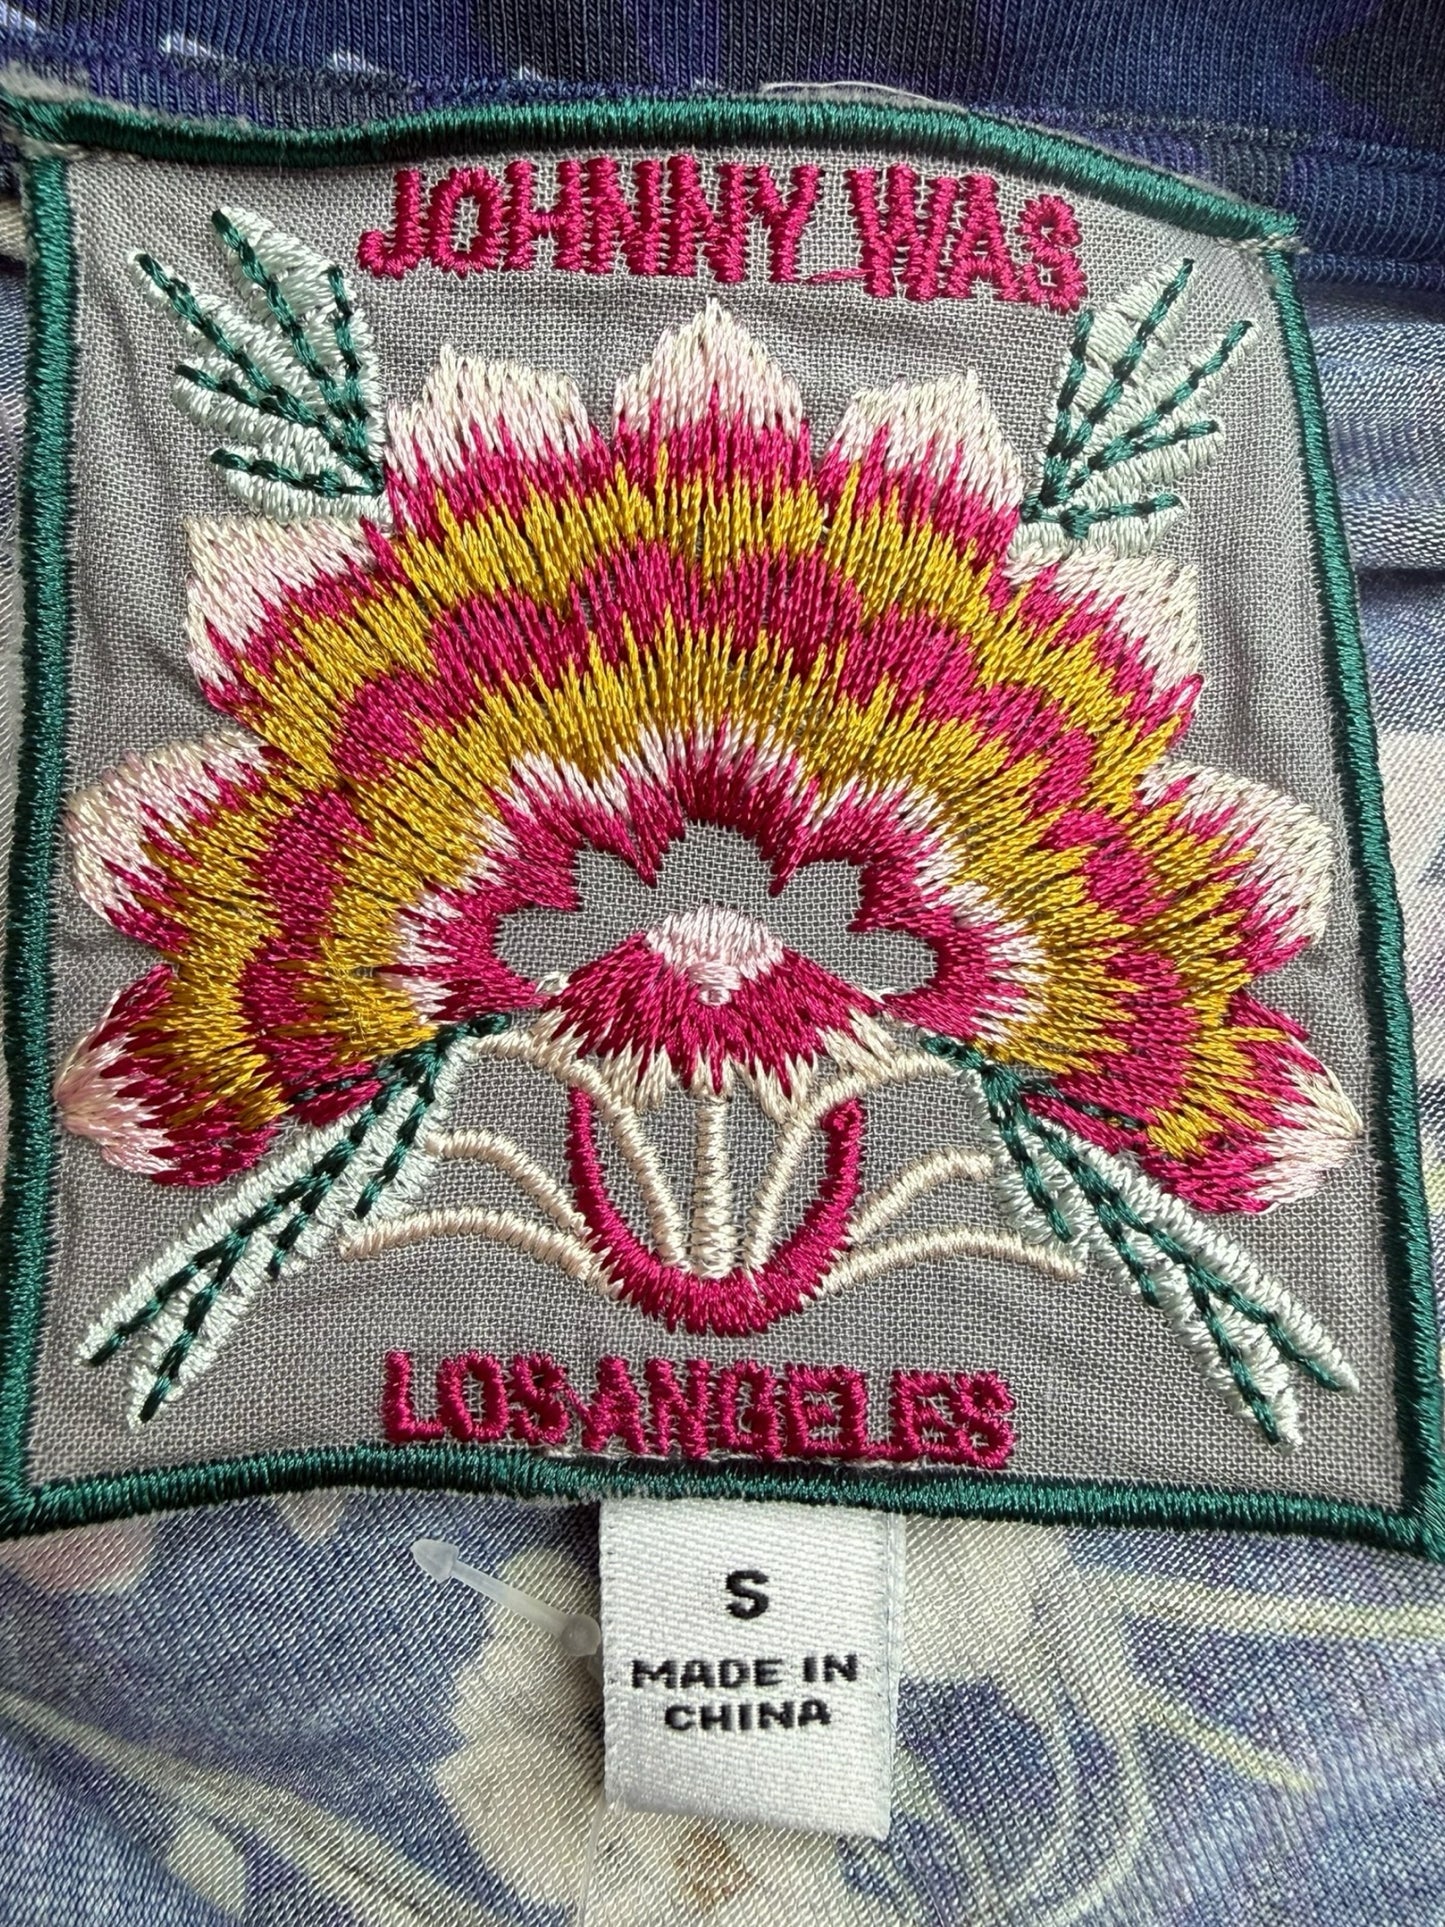 JOHNNY WAS
LOS ANGELES
S
MADE IN
CHINA